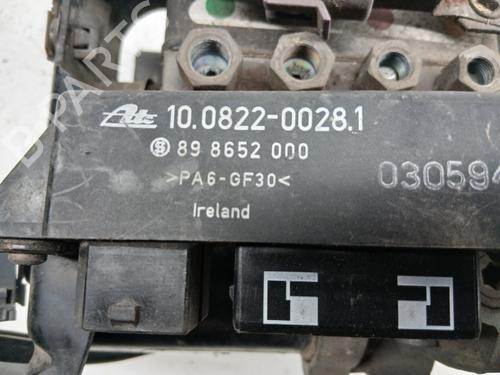 Ate 10.0822-0028.1
89 8652 000
>PA6-GF30<
Ireland
030594